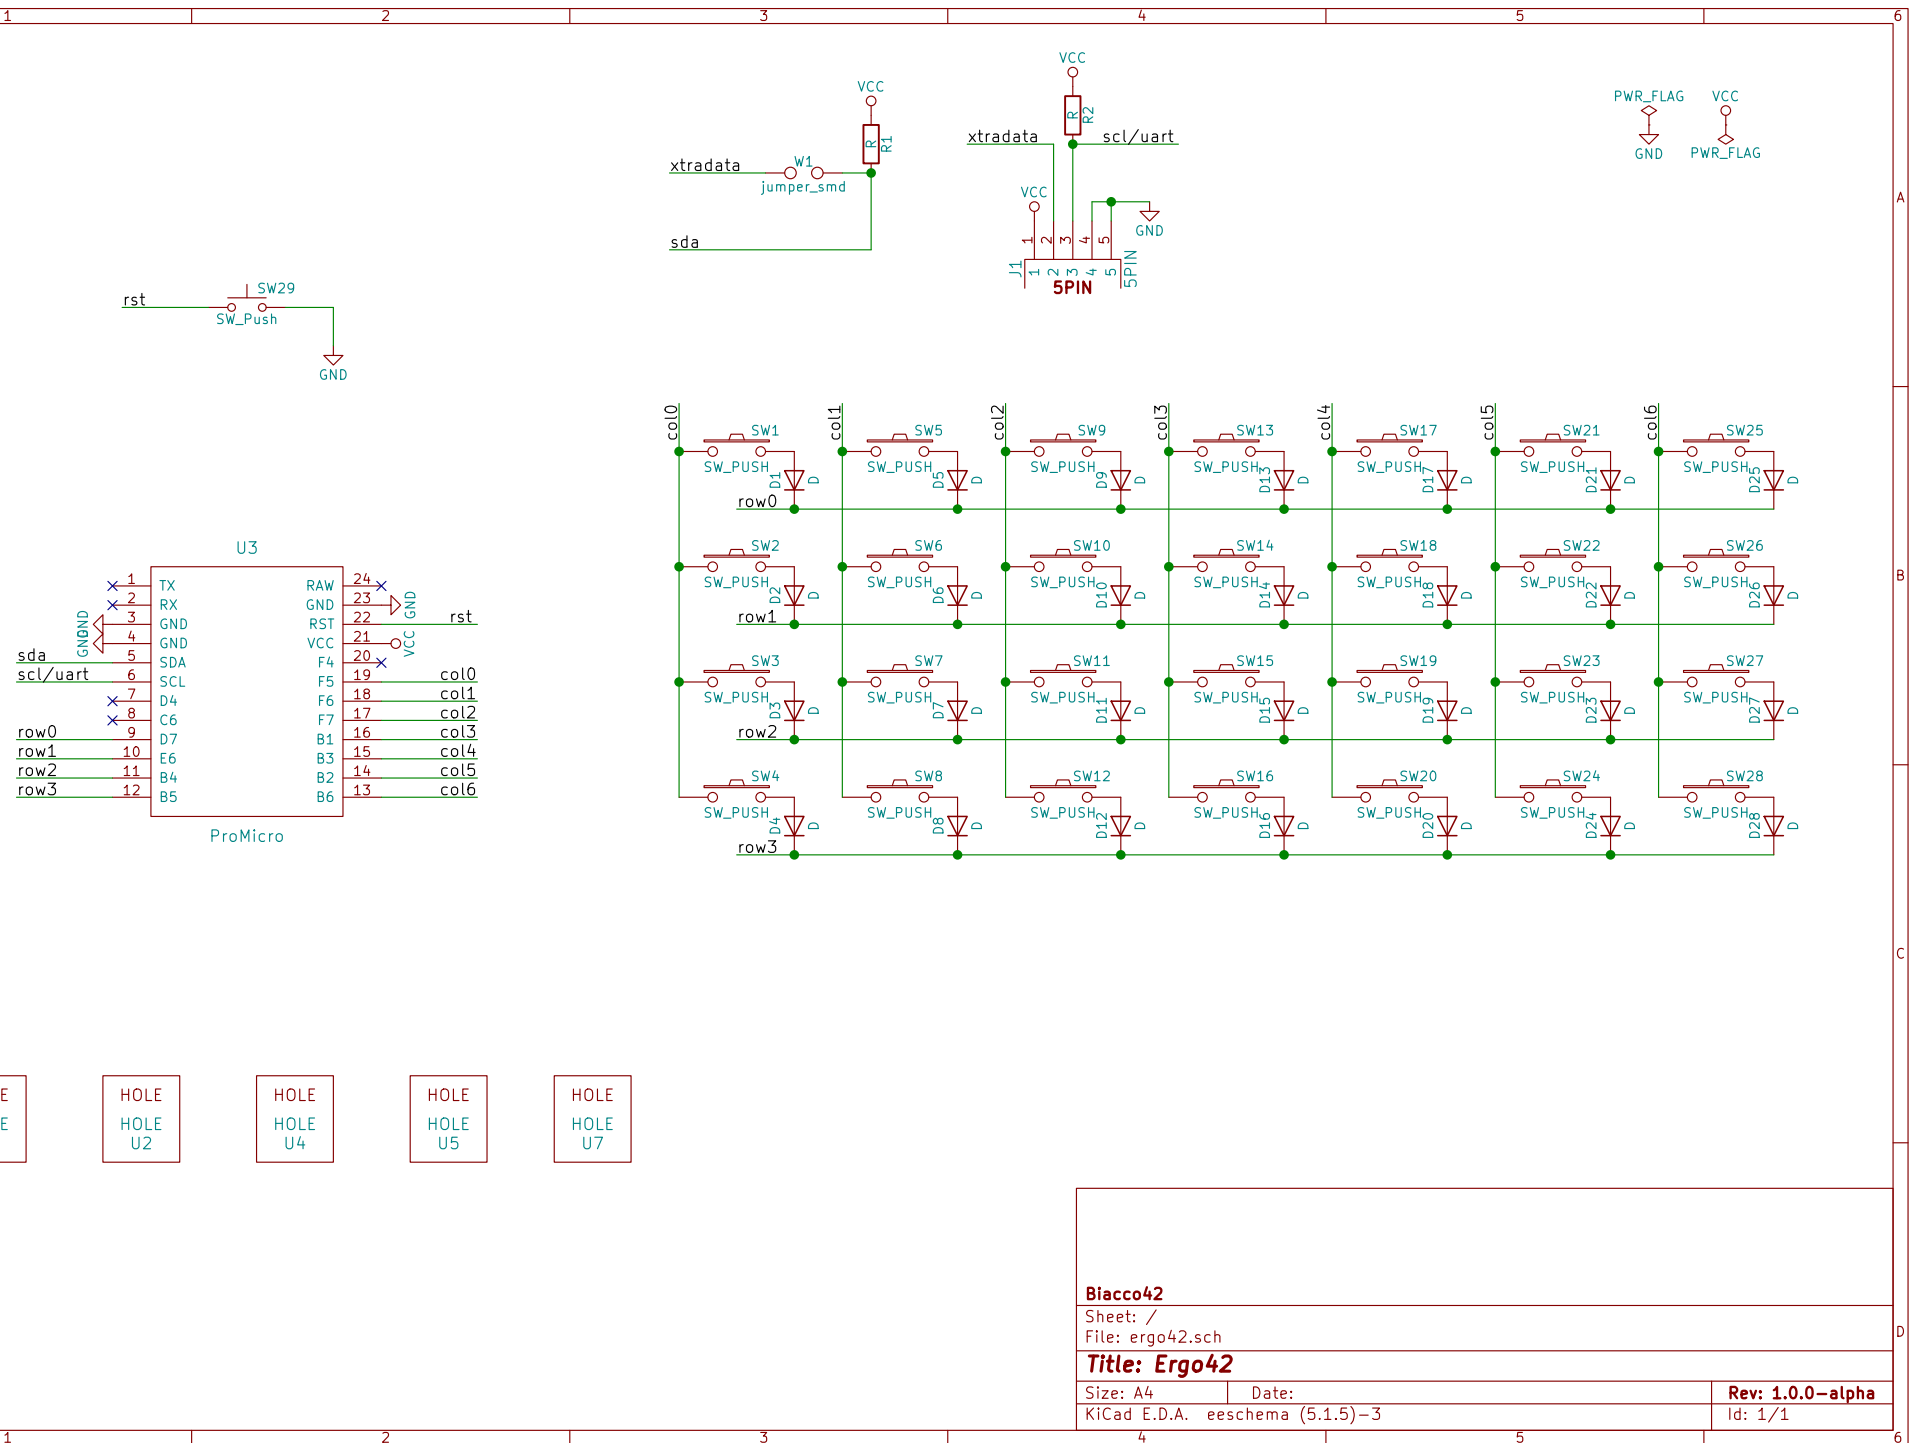 1 2 3 4 5 6
VCC
VCC
PWR_FLAG VCC
R R2
xtradata scl/uart
R R1
GND PWR_FLAG
xtradata W1
jumper_smd
VCC
A
GND
sda
1 2 3 4 5
J1 1 2 3 4 5 5PIN
5PIN
rst SW29
SW_Push
GND
col0 col1 col2 col3 col4 col5 col6
SW1 SW5 SW9 SW13 SW17 SW21 SW25
SW_PUSH SW_PUSH SW_PUSH SW_PUSH SW_PUSH SW_PUSH SW_PUSH
D1 D D5 D D9 D D13 D D17 D D21 D D25 D
row0
SW2 SW6 SW10 SW14 SW18 SW22 SW26
SW_PUSH SW_PUSH SW_PUSH SW_PUSH SW_PUSH SW_PUSH SW_PUSH
B
D2 D D6 D D10 D D14 D D18 D D22 D D26 D
row1
SW3 SW7 SW11 SW15 SW19 SW23 SW27
SW_PUSH SW_PUSH SW_PUSH SW_PUSH SW_PUSH SW_PUSH SW_PUSH
D3 D D7 D D11 D D15 D D19 D D23 D D27 D
row2
SW4 SW8 SW12 SW16 SW20 SW24 SW28
SW_PUSH SW_PUSH SW_PUSH SW_PUSH SW_PUSH SW_PUSH SW_PUSH
D4 D D8 D D12 D D16 D D20 D D24 D D28 D
row3
U3
1 TX RAW 24
2 RX GND 23 GND
GND 3 GND RST 22 rst
GND 4 GND VCC 21 VCC
sda 5 SDA F4 20
scl/uart 6 SCL F5 19 col0
7 D4 F6 18 col1
8 C6 F7 17 col2
row0 9 D7 B1 16 col3
row1 10 E6 B3 15 col4
row2 11 B4 B2 14 col5
row3 12 B5 B6 13 col6
ProMicro
C
E HOLE HOLE HOLE HOLE
E HOLE HOLE HOLE HOLE
U2 U4 U5 U7
Biacco42
Sheet: /
File: ergo42.sch
D
Title: Ergo42
Size: A4 Date: Rev: 1.0.0-alpha
KiCad E.D.A. eeschema (5.1.5)-3 Id: 1/1
1 2 3 4 5 6